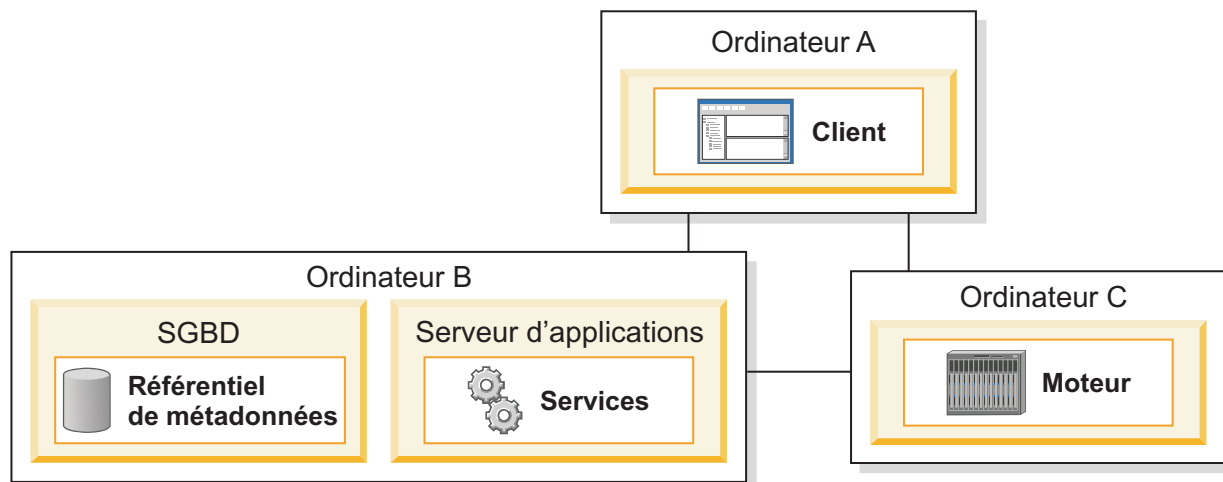 Ordinateur A
Client
Ordinateur B
SGBD
Référentiel
de métadonnées
Serveur d’applications
Services
Ordinateur C
Moteur